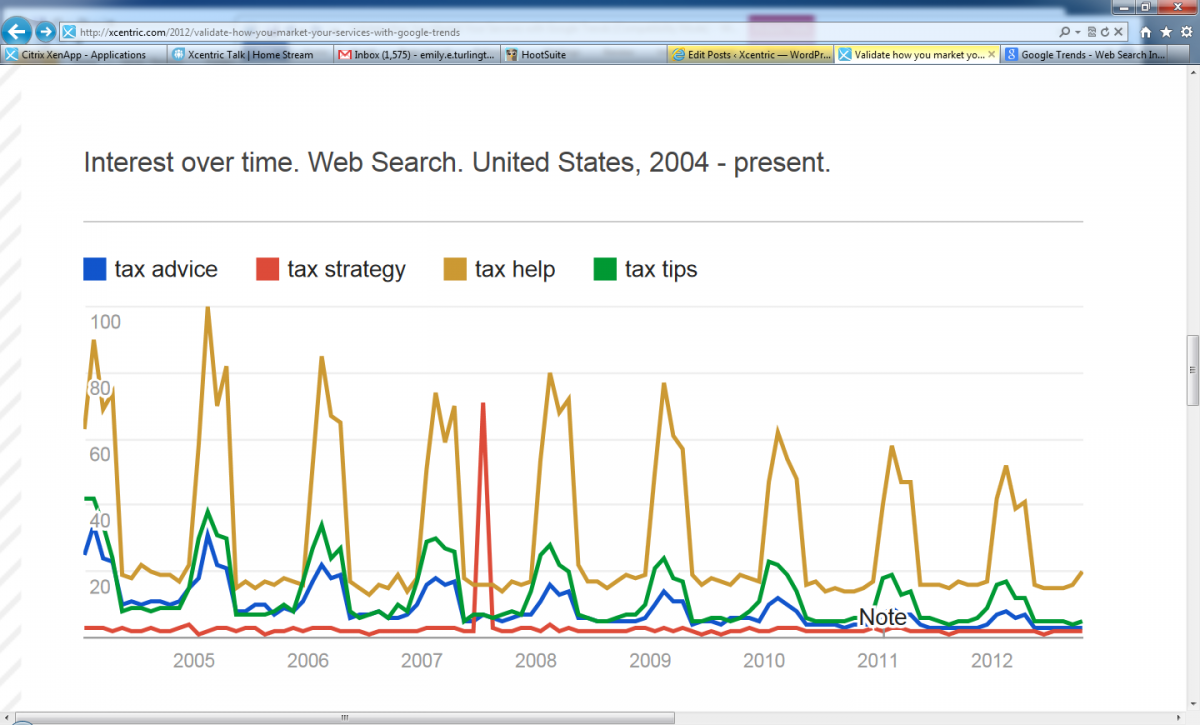 http://xcentric.com/2012/validate-how-you-market-your-services-with-google-trends
Citrix XenApp - Applications
Xcentric Talk | Home Stream
Inbox (1,575) - emily.e.turlingt...
HootSuite
Edit Posts ‹ Xcentric — WordPr...
Validate how you market yo...
Google Trends - Web Search In...
Interest over time. Web Search. United States, 2004 - present.
tax advice
tax strategy
tax help
tax tips
100
80
60
40
20
Note
2005
2006
2007
2008
2009
2010
2011
2012